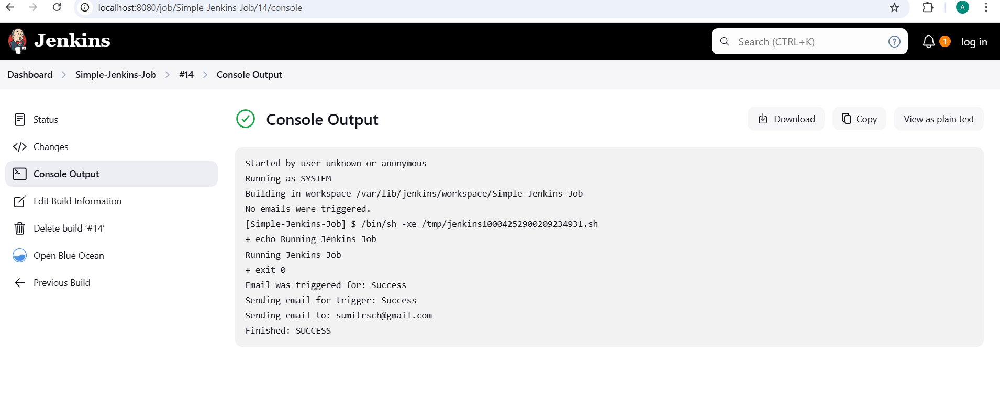 localhost:8080/job/Simple-Jenkins-Job/14/console
A
Jenkins
Search (CTRL+K)
?
1
log in
Dashboard > Simple-Jenkins-Job > #14 > Console Output
Status
Changes
Console Output
Edit Build Information
Delete build ‘#14’
Open Blue Ocean
Previous Build
Console Output
Download
Copy
View as plain text
Started by user unknown or anonymous
Running as SYSTEM
Building in workspace /var/lib/jenkins/workspace/Simple-Jenkins-Job
No emails were triggered.
[Simple-Jenkins-Job] $ /bin/sh -xe /tmp/jenkins10004252900209234931.sh
+ echo Running Jenkins Job
Running Jenkins Job
+ exit 0
Email was triggered for: Success
Sending email for trigger: Success
Sending email to: sumitrsch@gmail.com
Finished: SUCCESS